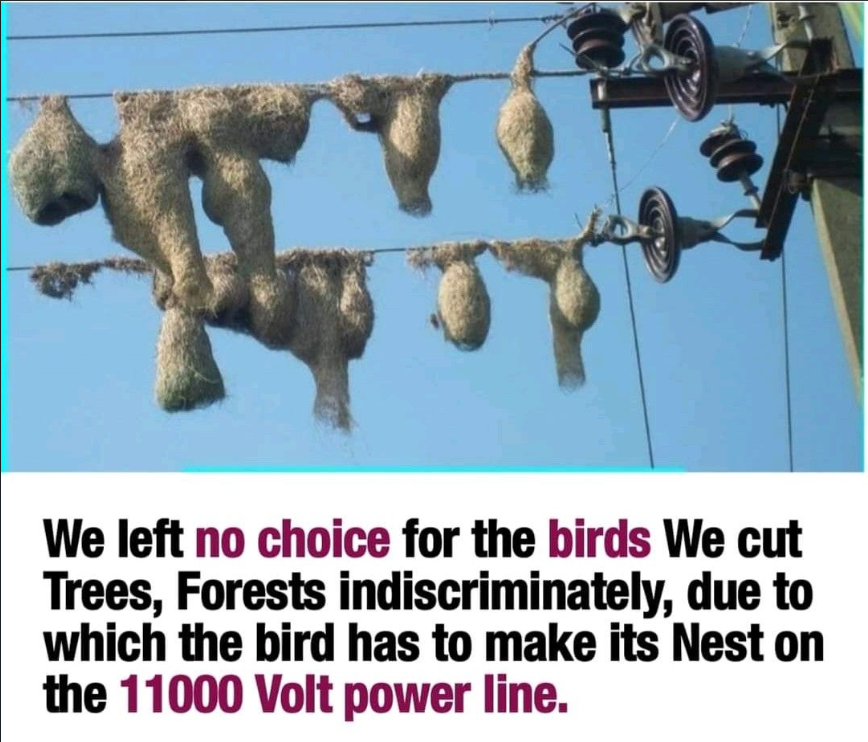 We left no choice for the birds We cut
Trees, Forests indiscriminately, due to
which the bird has to make its Nest on
the 11000 Volt power line.